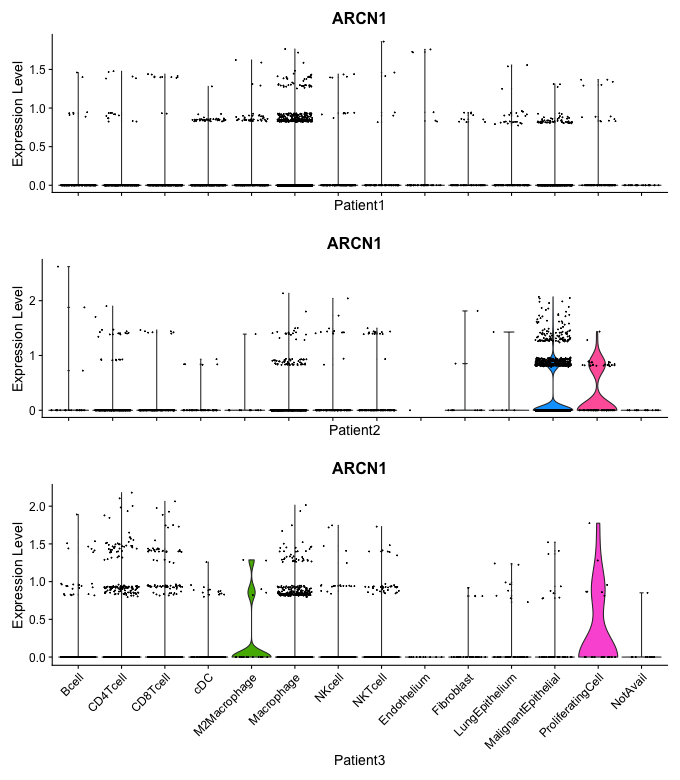 ARCN1
Expression Level
1.5
1.0
0.5
0.0
Patient1
ARCN1
Expression Level
2
1
0
Patient2
ARCN1
Expression Level
2.0
1.5
1.0
0.5
0.0
Bcell
CD4Tcell
CD8Tcell
cDC
M2Macrophage
Macrophage
NKcell
NKTcell
Endothelium
Fibroblast
LungEpithelium
MalignantEpithelial
ProliferatingCell
NotAvail
Patient3